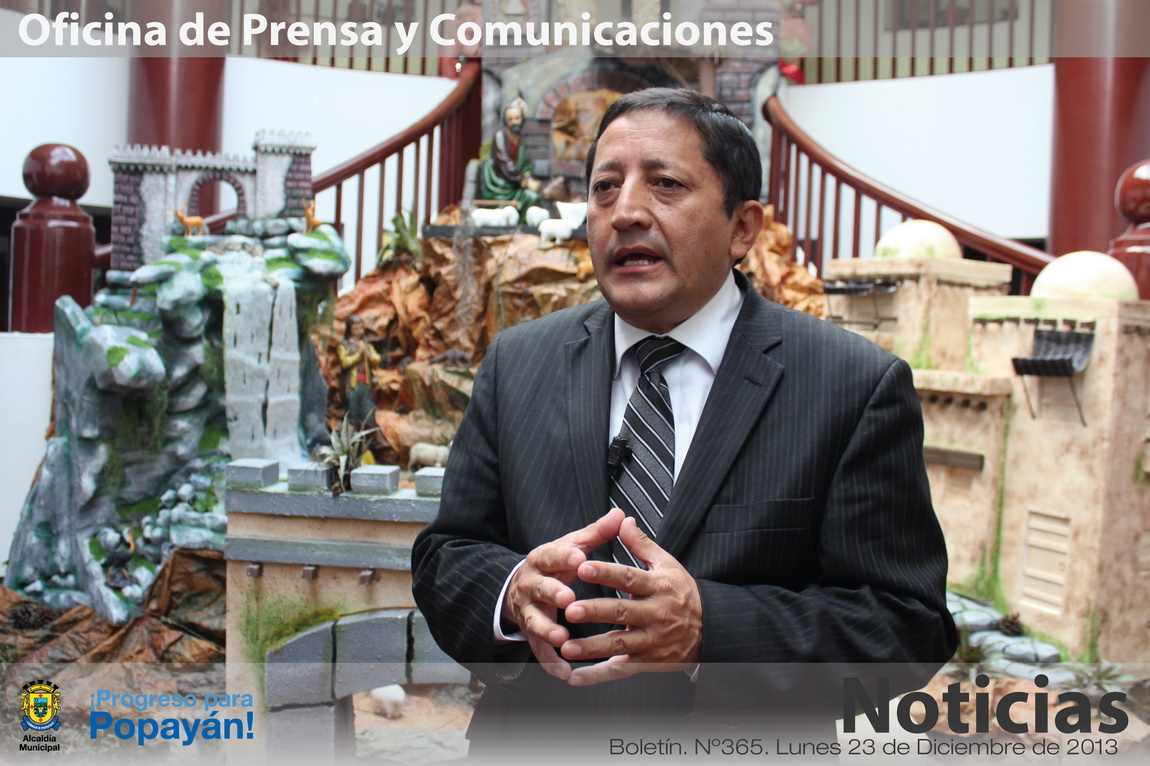 Oficina de Prensa y Comunicaciones
Alcaldía
Municipal
¡Progreso para
Popayán!
Noticias
Boletín. Nº365. Lunes 23 de Diciembre de 2013